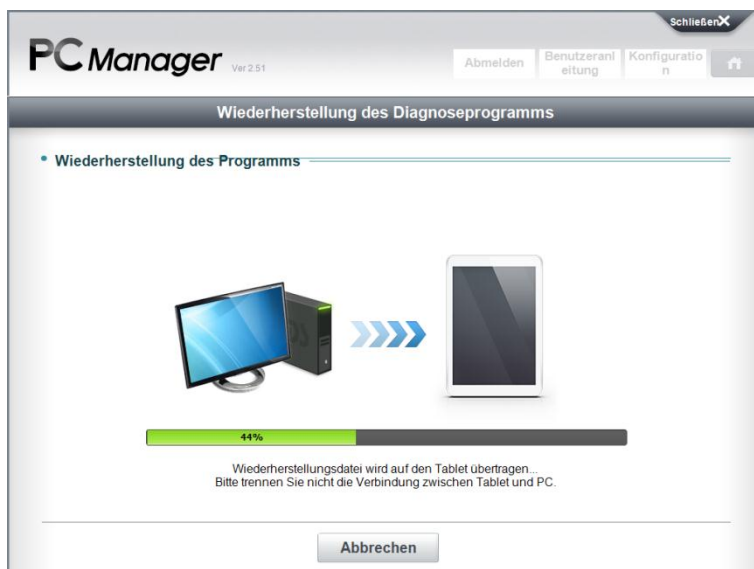 SchließenX
PC Manager Ver 2.51
Abmelden
Benutzeranl
eitung
Konfiguratio
n
Wiederherstellung des Diagnoseprogramms
• Wiederherstellung des Programms
44%
Wiederherstellungsdatei wird auf den Tablet übertragen...
Bitte trennen Sie nicht die Verbindung zwischen Tablet und PC.
Abbrechen